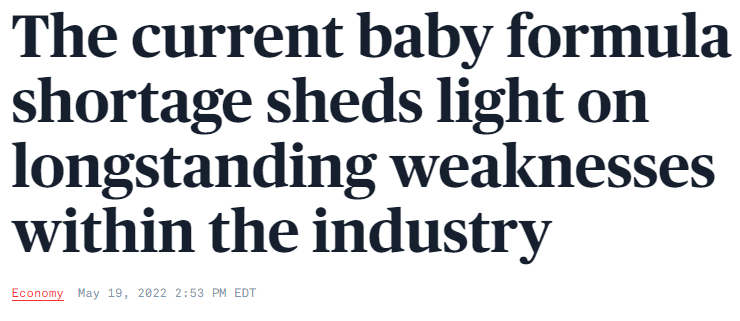 The current baby formula
shortage sheds light on
longstanding weaknesses
within the industry
Economy May 19, 2022 2:53 PM EDT